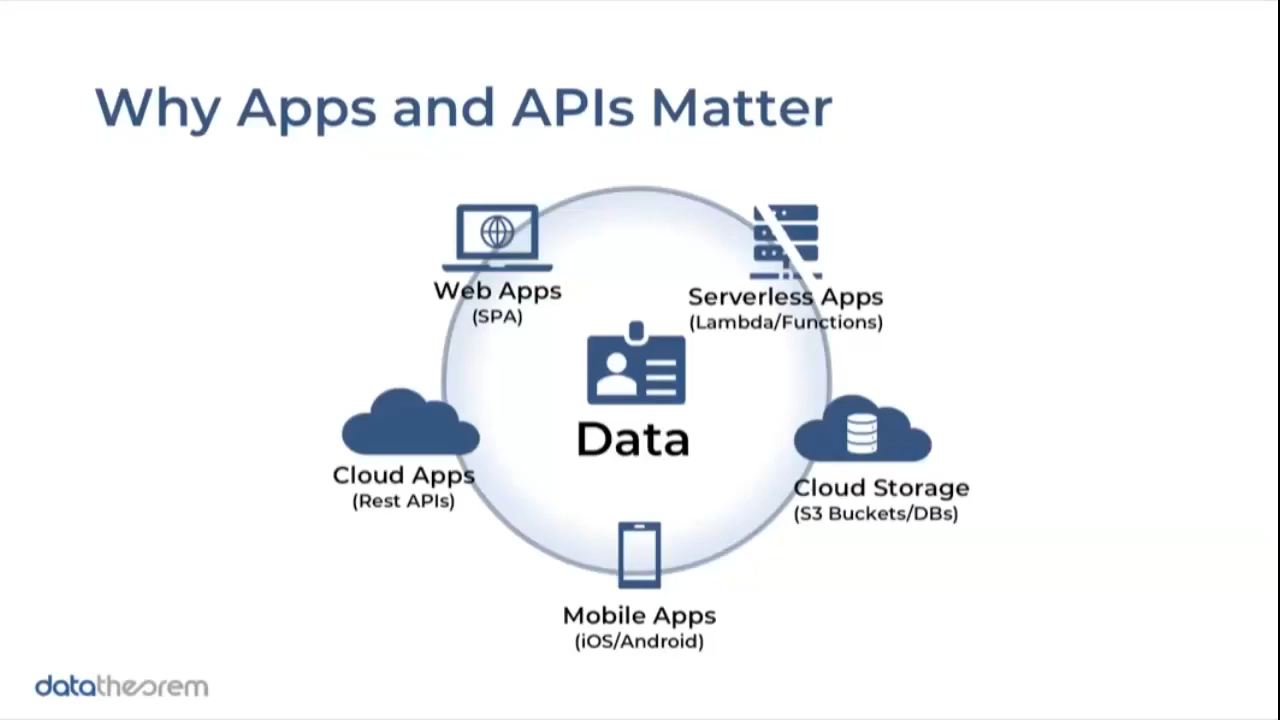 Why Apps and APIs Matter
Web Apps
(SPA)
Serverless Apps
(Lambda/Functions)
Data
Cloud Apps
(Rest APIs)
Cloud Storage
(S3 Buckets/DBs)
Mobile Apps
(iOS/Android)
datatheorem